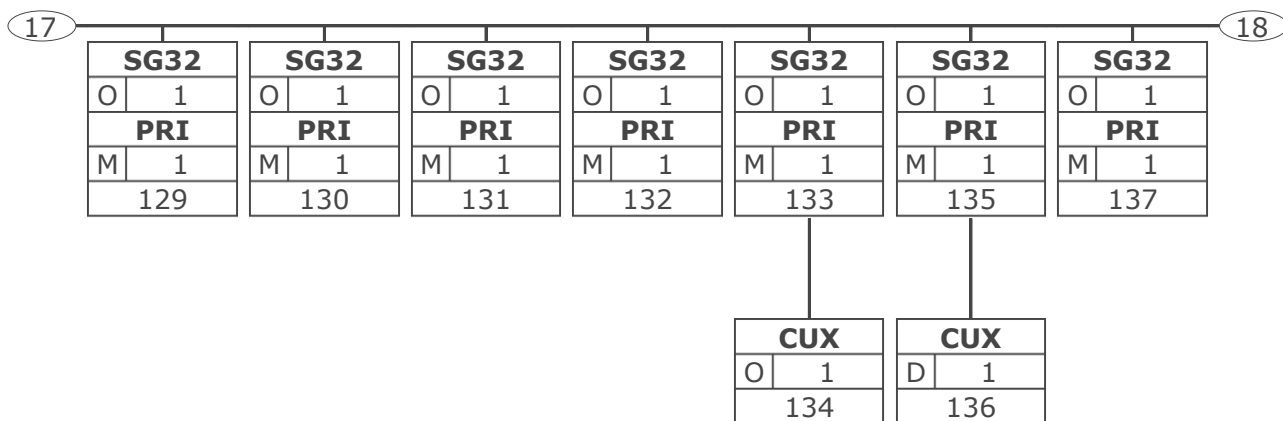 17 18
SG32 SG32 SG32 SG32 SG32 SG32 SG32
O 1 O 1 O 1 O 1 O 1 O 1 O 1
PRI PRI PRI PRI PRI PRI PRI
M 1 M 1 M 1 M 1 M 1 M 1 M 1
129 130 131 132 133 135 137
CUX CUX
O 1 D 1
134 136